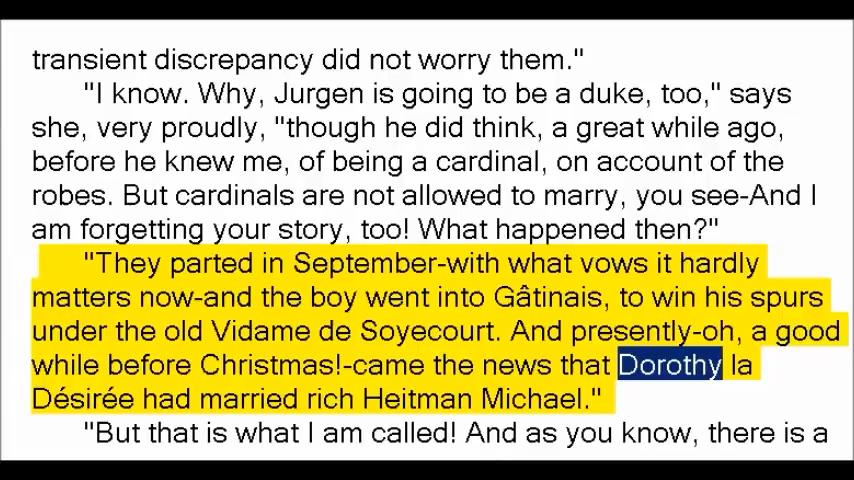 transient discrepancy did not worry them."
"I know. Why, Jurgen is going to be a duke, too," says
she, very proudly, "though he did think, a great while ago,
before he knew me, of being a cardinal, on account of the
robes. But cardinals are not allowed to marry, you see-And I
am forgetting your story, too! What happened then?"
"They parted in September-with what vows it hardly
matters now-and the boy went into Gâtinais, to win his spurs
under the old Vidame de Soyecourt. And presently-oh, a good
while before Christmas!-came the news that Dorothy la
Désirée had married rich Heitman Michael."
"But that is what I am called! And as you know, there is a